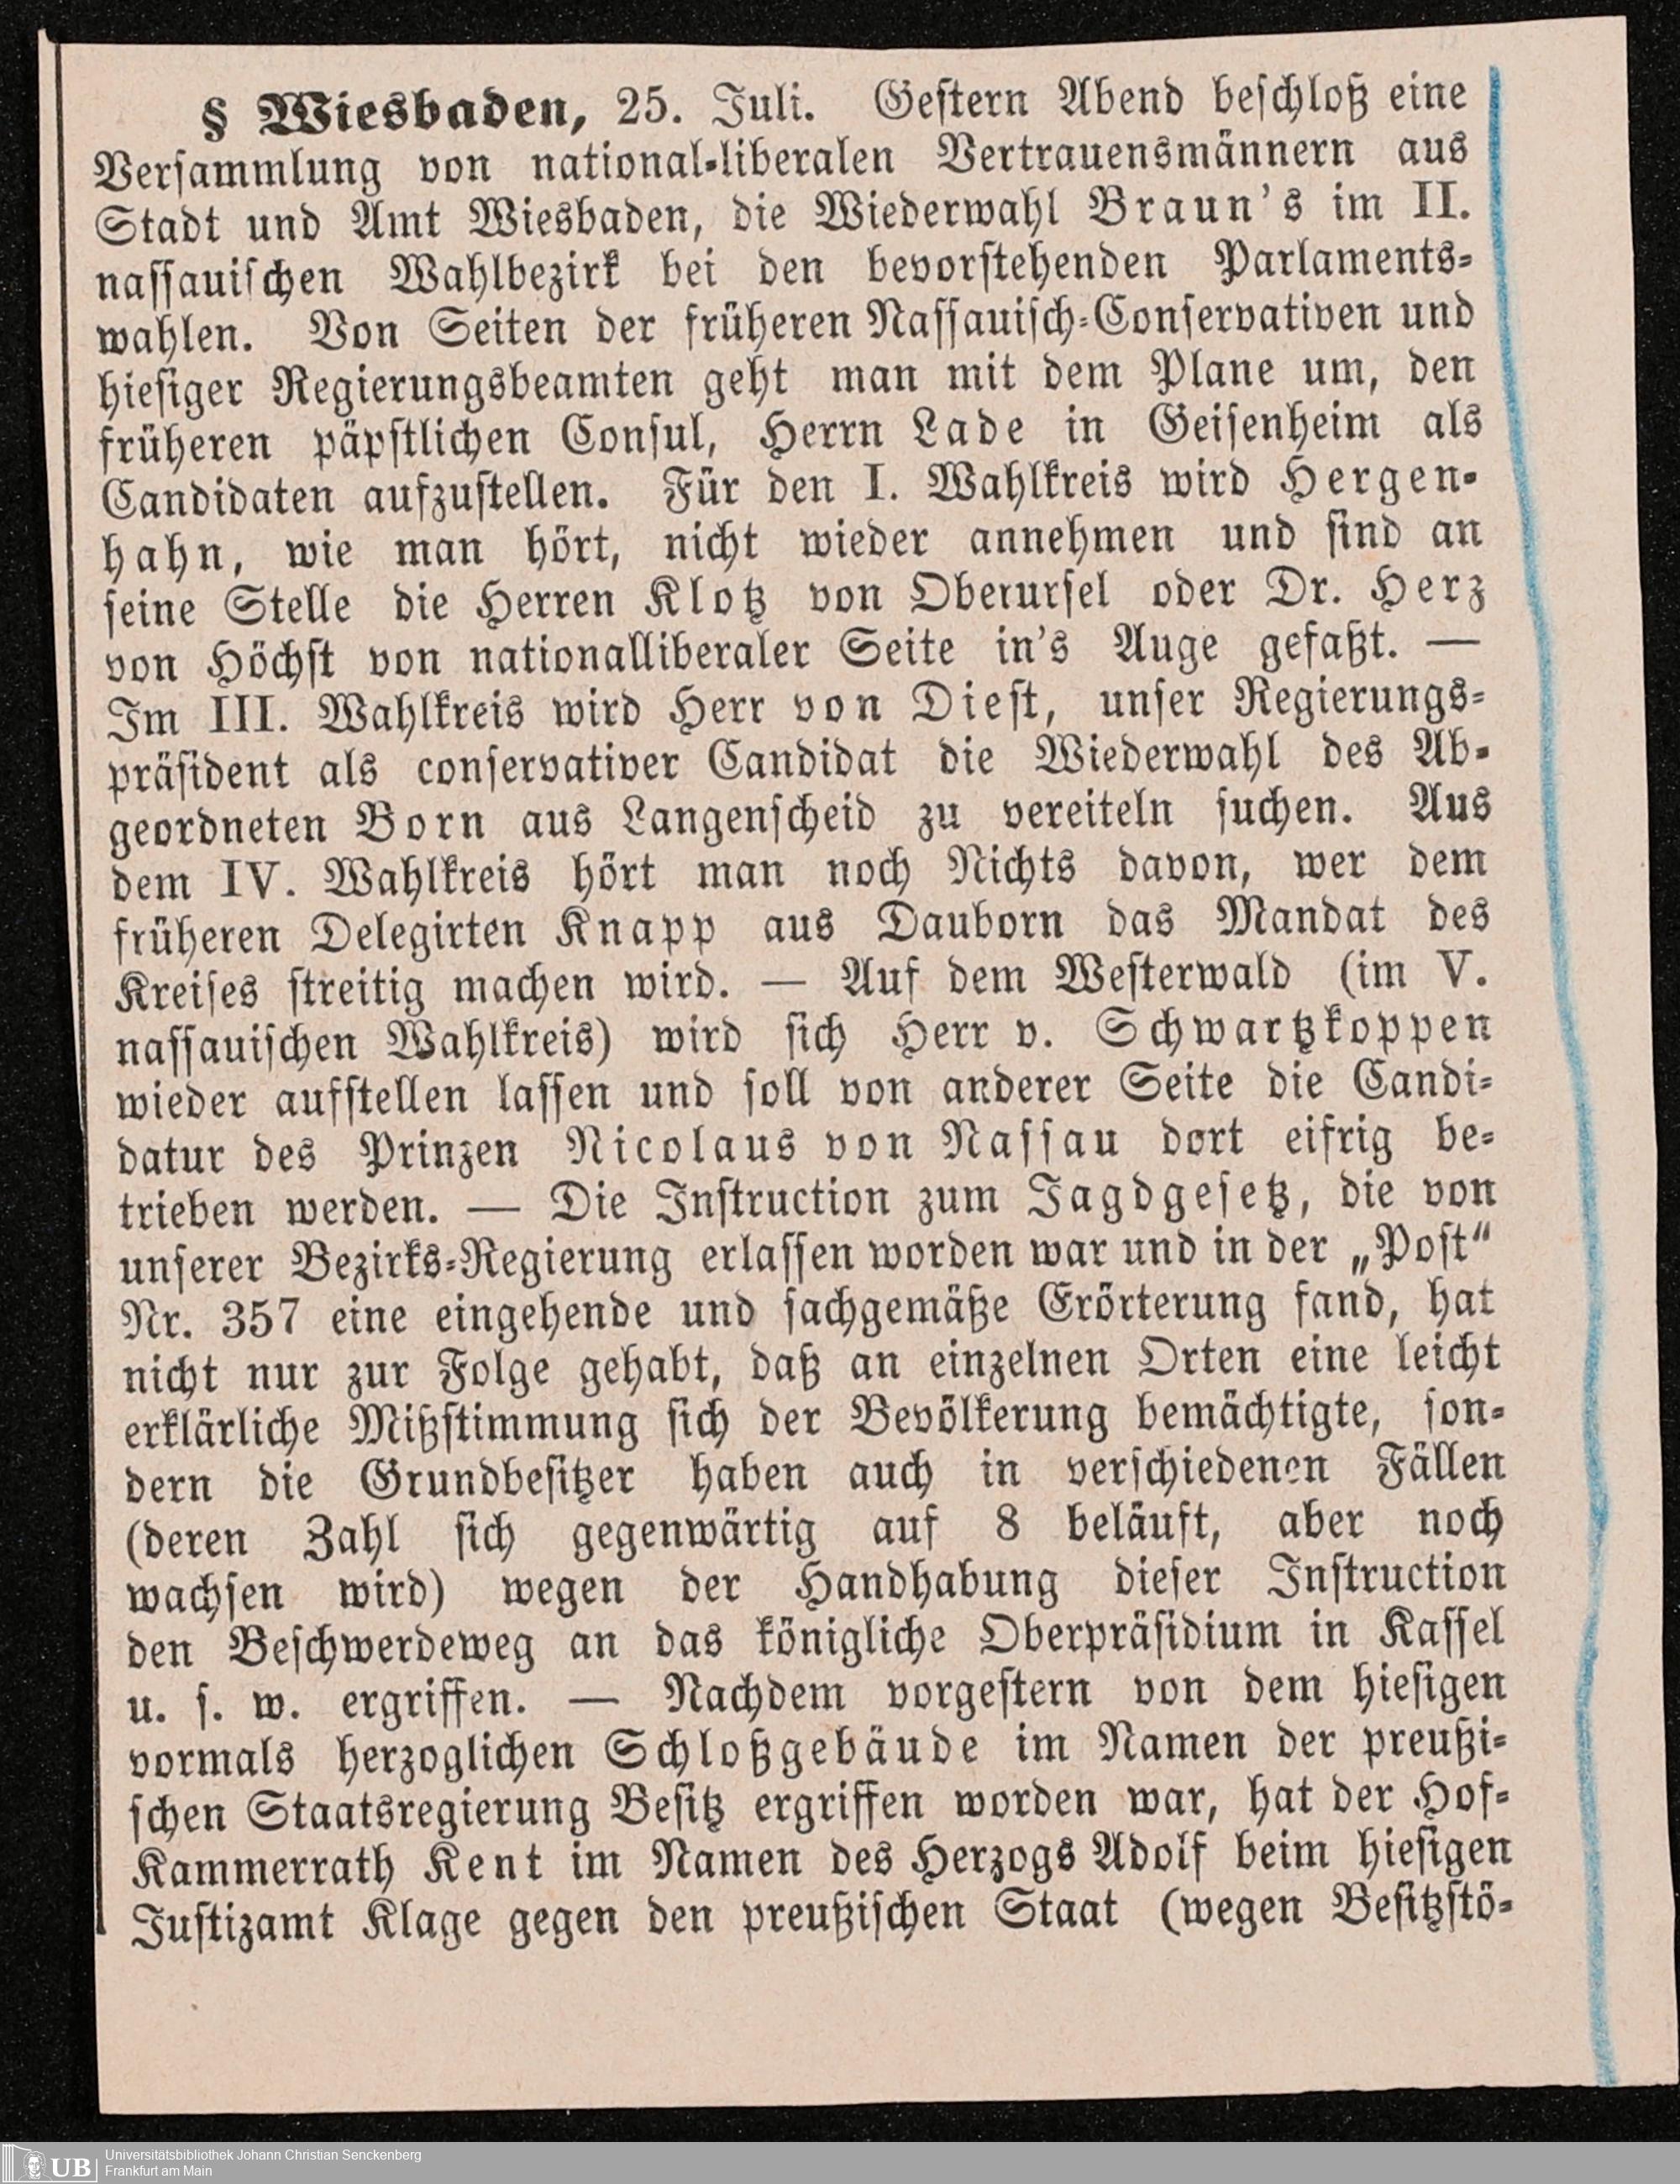 § Wiesbaden, 25. Juli. Gestern Abend beschloß eine
Versammlung von national-liberalen Vertrauensmännern aus
Stadt und Amt Wiesbaden, die Wiederwahl Braun's im II.
nassauischen Wahlbezirk bei den bevorstehenden Parlaments-
wahlen. Von Seiten der früheren Nassauisch-Conservativen und
hiesiger Regierungsbeamten geht man mit dem Plane um, den
früheren päpstlichen Consul, Herrn Lade in Geisenheim als
Candidaten aufzustellen. Für den I. Wahlkreis wird Hergen-
hahn, wie man hört, nicht wieder annehmen und sind an
seine Stelle die Herren Klotz von Oberursel oder Dr. Herz
von Höchst von nationalliberaler Seite in's Auge gefaßt. —
Im III. Wahlkreis wird Herr von Diest, unser Regierungs-
präsident als conservativer Candidat die Wiederwahl des Ab-
geordneten Born aus Langenscheid zu vereiteln suchen. Aus
dem IV. Wahlkreis hört man noch Nichts davon, wer dem
früheren Delegirten Knapp aus Dauborn das Mandat des
Kreises streitig machen wird. — Auf dem Westerwald (im V.
nassauischen Wahlkreis) wird sich Herr v. Schwartzkoppen
wieder aufstellen lassen und soll von anderer Seite die Candi-
datur des Prinzen Nicolaus von Nassau dort eifrig be-
trieben werden. — Die Instruction zum Jagdgesetz, die von
unserer Bezirks-Regierung erlassen worden war und in der „Post“
Nr. 357 eine eingehende und sachgemäße Erörterung fand, hat
nicht nur zur Folge gehabt, daß an einzelnen Orten eine leicht
erklärliche Mißstimmung sich der Bevölkerung bemächtigte, son-
dern die Grundbesitzer haben auch in verschiedenen Fällen
(deren Zahl sich gegenwärtig auf 8 beläuft, aber noch
wachsen wird) wegen der Handhabung dieser Instruction
den Beschwerdeweg an das königliche Oberpräsidium in Kassel
u. s. w. ergriffen. — Nachdem vorgestern von dem hiesigen
vormals herzoglichen Schloßgebäude im Namen der preußi-
schen Staatsregierung Besitz ergriffen worden war, hat der Hof-
Kammerrath Kent im Namen des Herzogs Adolf beim hiesigen
Justizamt Klage gegen den preußischen Staat (wegen Besitzstö-
UB
Universitätsbibliothek Johann Christian Senckenberg
Frankfurt am Main